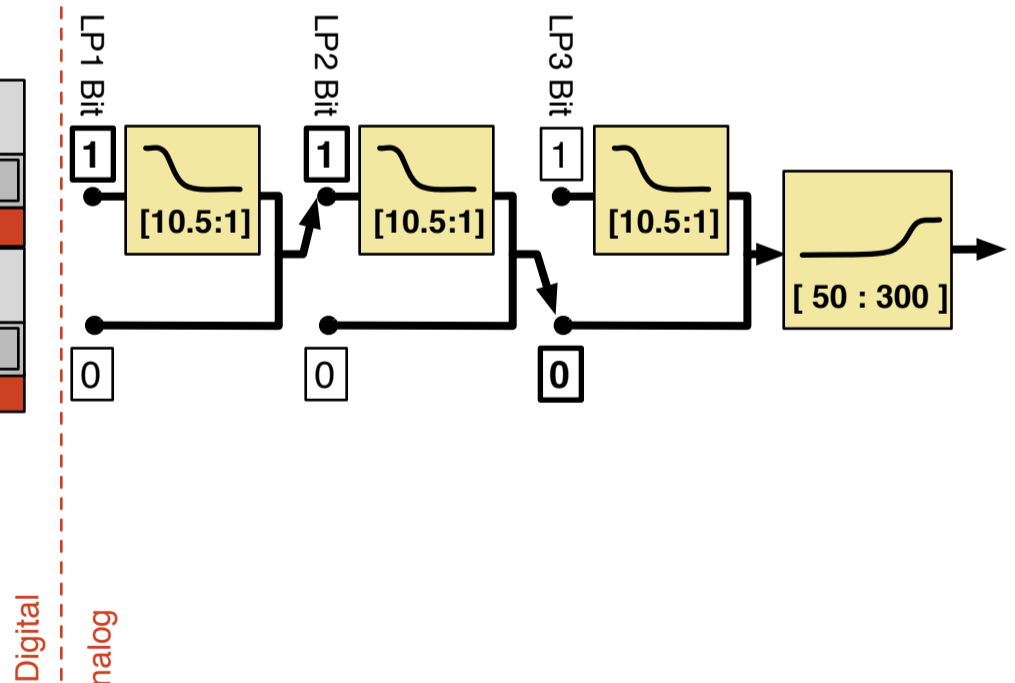 LP1 Bit
LP2 Bit
LP3 Bit
1
1
1
[10.5:1]
[10.5:1]
[10.5:1]
[ 50 : 300 ]
0
0
0
Digital
nalog